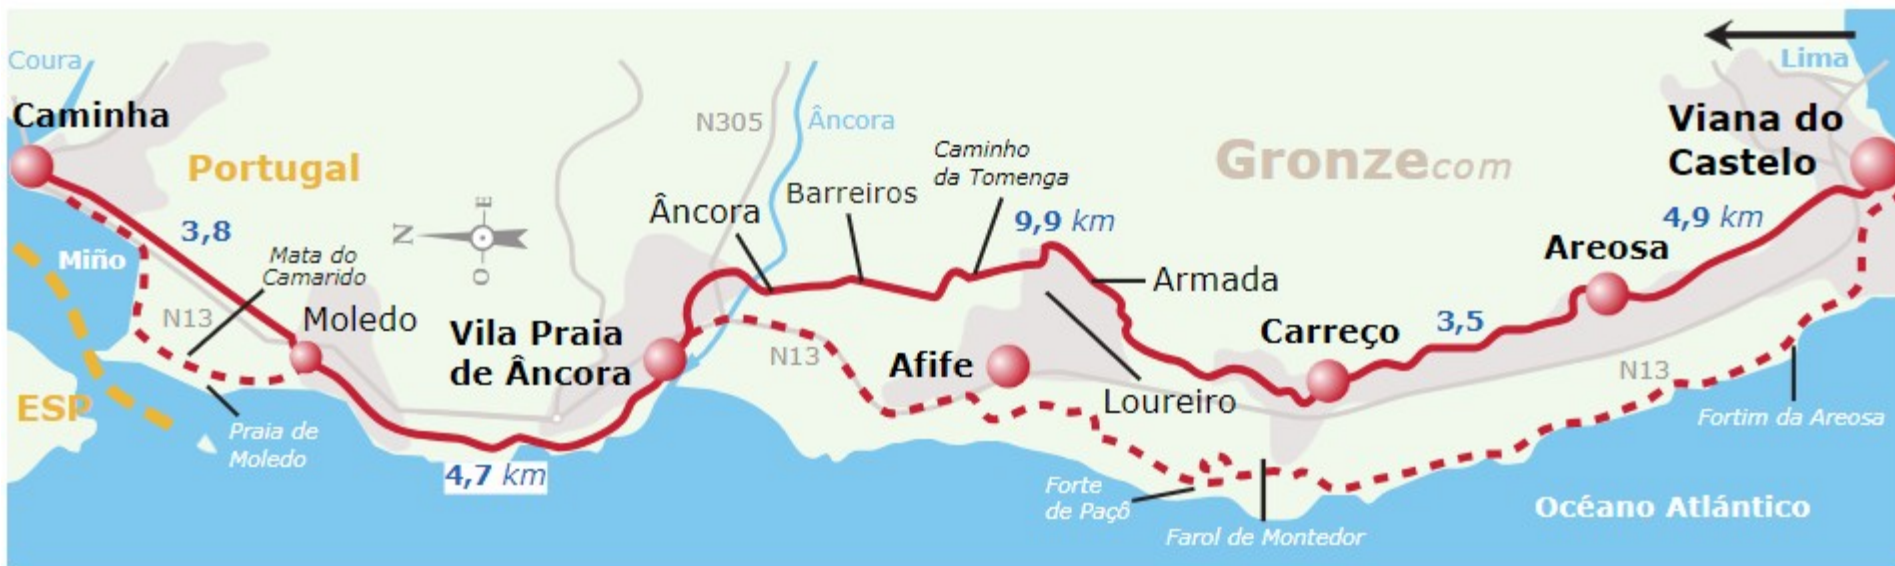 Coura
Caminha
Portugal
3,8
Miño
Mata do
Camarido
N13
Moledo
ESP
Praia de
Moledo
N
E
O
4,7 km
Vila Praia
de Âncora
N305
Âncora
Âncora
Barreiros
Caminho
da Tomenga
9,9 km
N13
Afife
Armada
Loureiro
Gronze.com
Carreço
3,5
Areosa
4,9 km
Lima
Viana do
Castelo
N13
Fortim da Areosa
Forte
de Paçô
Farol de Montedor
Océano Atlántico